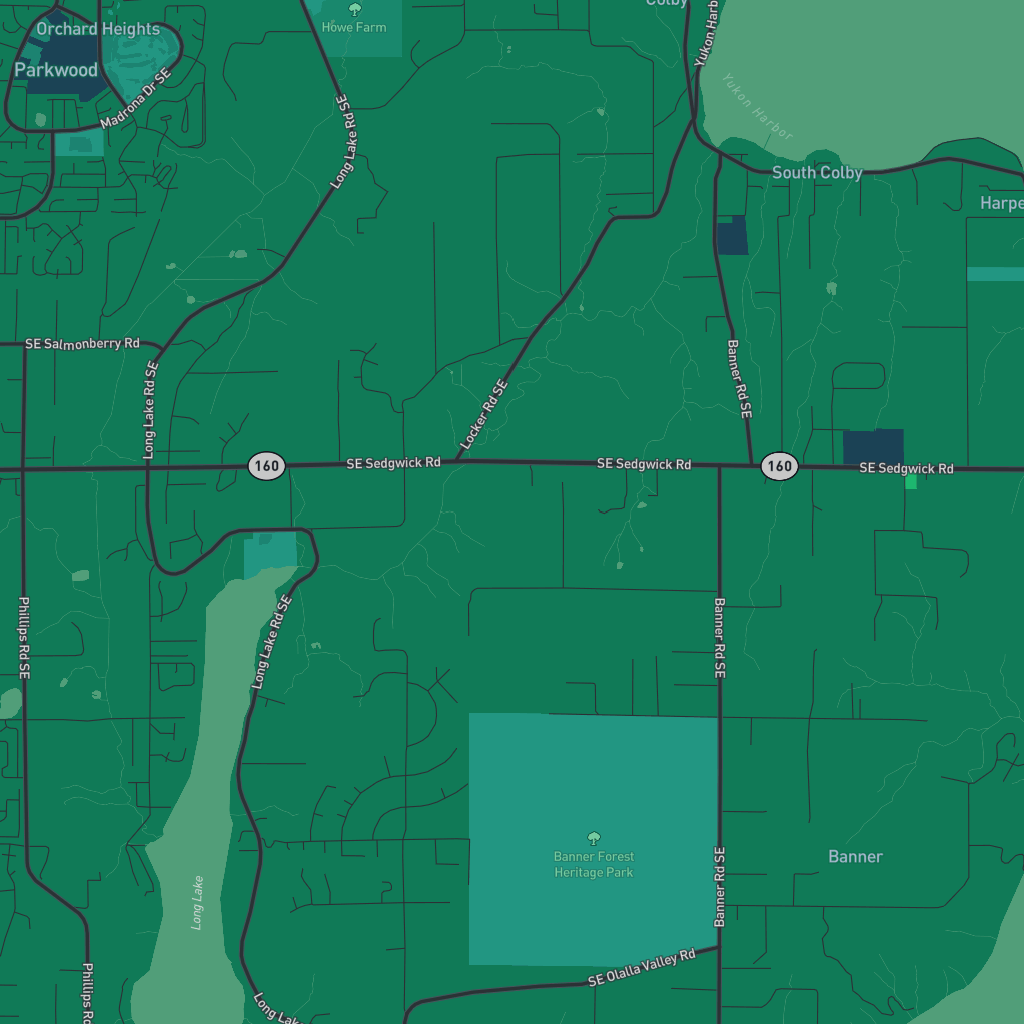 Colby
Orchard Heights
Howe Farm
Yukon Harbor
Parkwood
Madrona Dr SE
Long Lake Rd SE
Yukon Harbor
South Colby
Harpe
SE Salmonberry Rd
Long Lake Rd SE
Banner Rd SE
Locker Rd SE
160
SE Sedgwick Rd
SE Sedgwick Rd
160
SE Sedgwick Rd
Phillips Rd SE
Long Lake Rd SE
Banner Rd SE
Banner Forest
Heritage Park
Banner
Long Lake
Banner Rd SE
SE Olalla Valley Rd
Phillips Rd
Long Lake